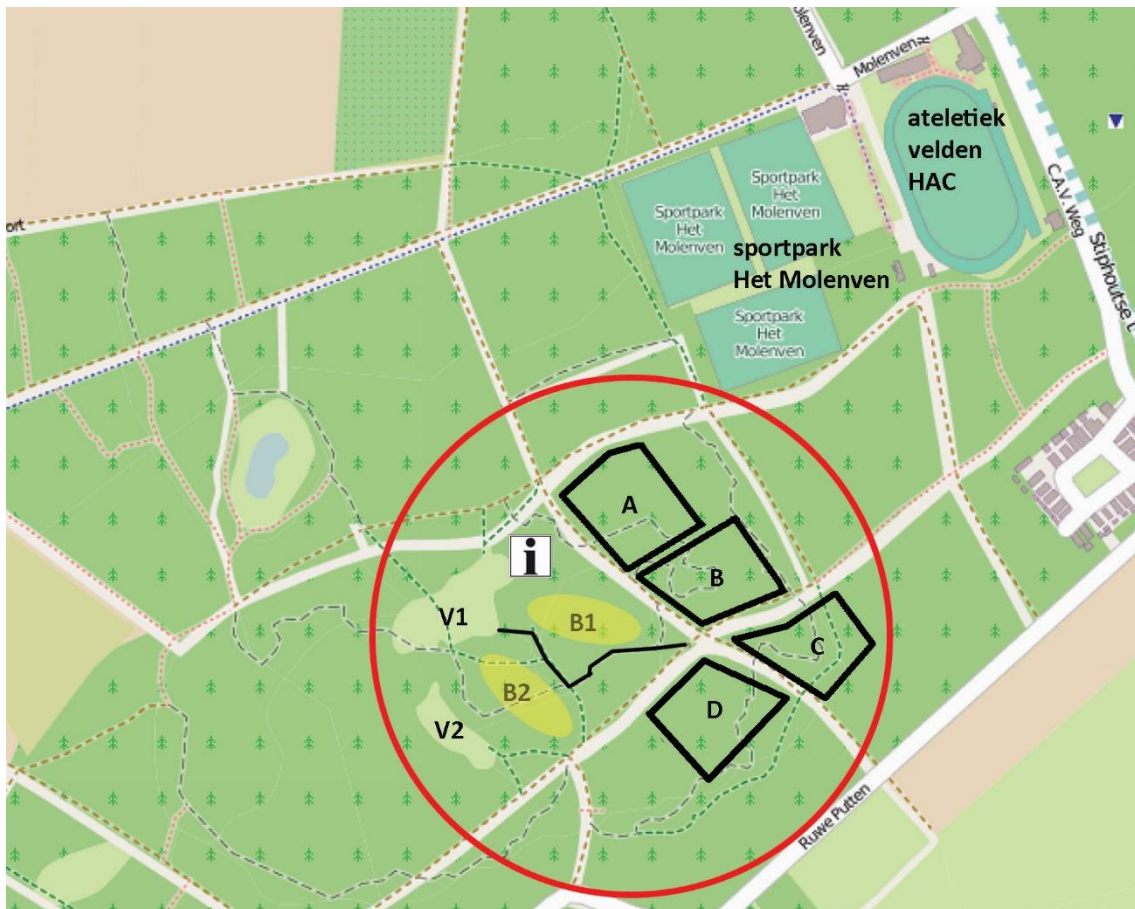 Molenven
Molenven
ateletiek
velden
HAC
C.A.V. Weg
Stiphoutse
Sportpark
Het
Molenven
Sportpark
Het
Molenven
sportpark
Het Molenven
Sportpark
Het
Molenven
ort
A
i
B
V1
B1
C
B2
D
V2
Ruwe Putten